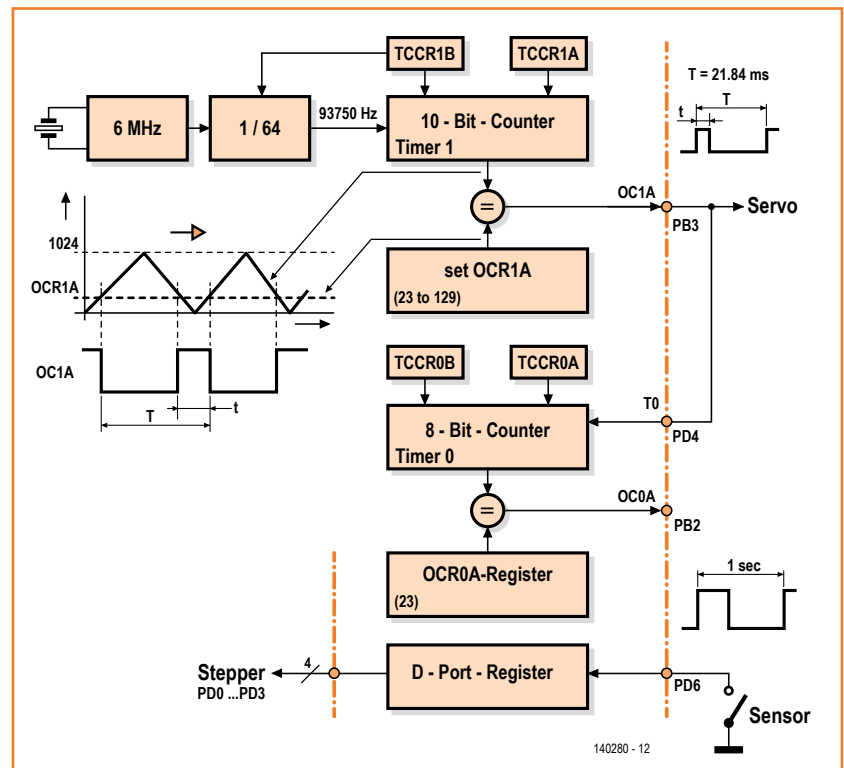 TCCR1B
TCCR1A
T = 21.84 ms
6 MHz
1 / 64
93750 Hz
10 - Bit - Counter
Timer 1
t
T
=
OC1A
Servo
PB3
1024
OCR1A
set OCR1A
(23 to 129)
OC1A
T
t
TCCR0B
TCCR0A
8 - Bit - Counter
Timer 0
T0
PD4
=
OC0A
PB2
OCR0A-Register
(23)
1 sec
Stepper
PD0 ...PD3
4
D - Port - Register
PD6
Sensor
140280 - 12